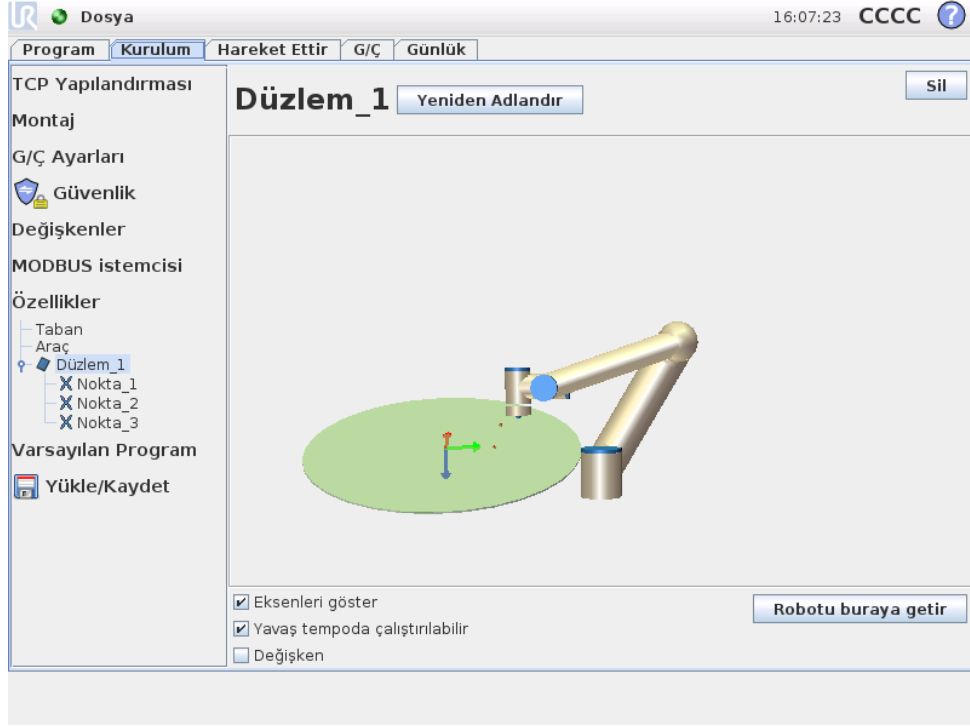 UR Dosya 16:07:23 CCCC ?
Program Kurulum Hareket Ettir G/Ç Günlük
TCP Yapılandırması
Montaj
G/Ç Ayarları
Güvenlik
Değişkenler
MODBUS istemcisi
Özellikler
Taban
Araç
Düzlem_1
Nokta_1
Nokta_2
Nokta_3
Varsayılan Program
Yükle/Kaydet
Düzlem_1 Yeniden Adlandır Sil
Eksenleri göster
Yavaş tempoda çalıştırılabilir
Değişken
Robotu buraya getir